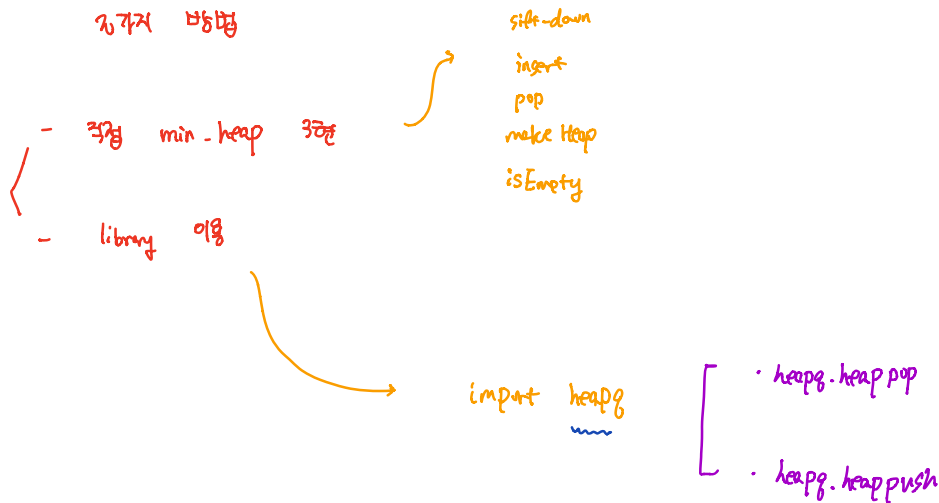 2가지 방법
- 직접 min-heap 구현
sift-down
insert
pop
make Heap
isEmpty
- library 이용
import heapq
· heapq.heappop
· heapq.heappush